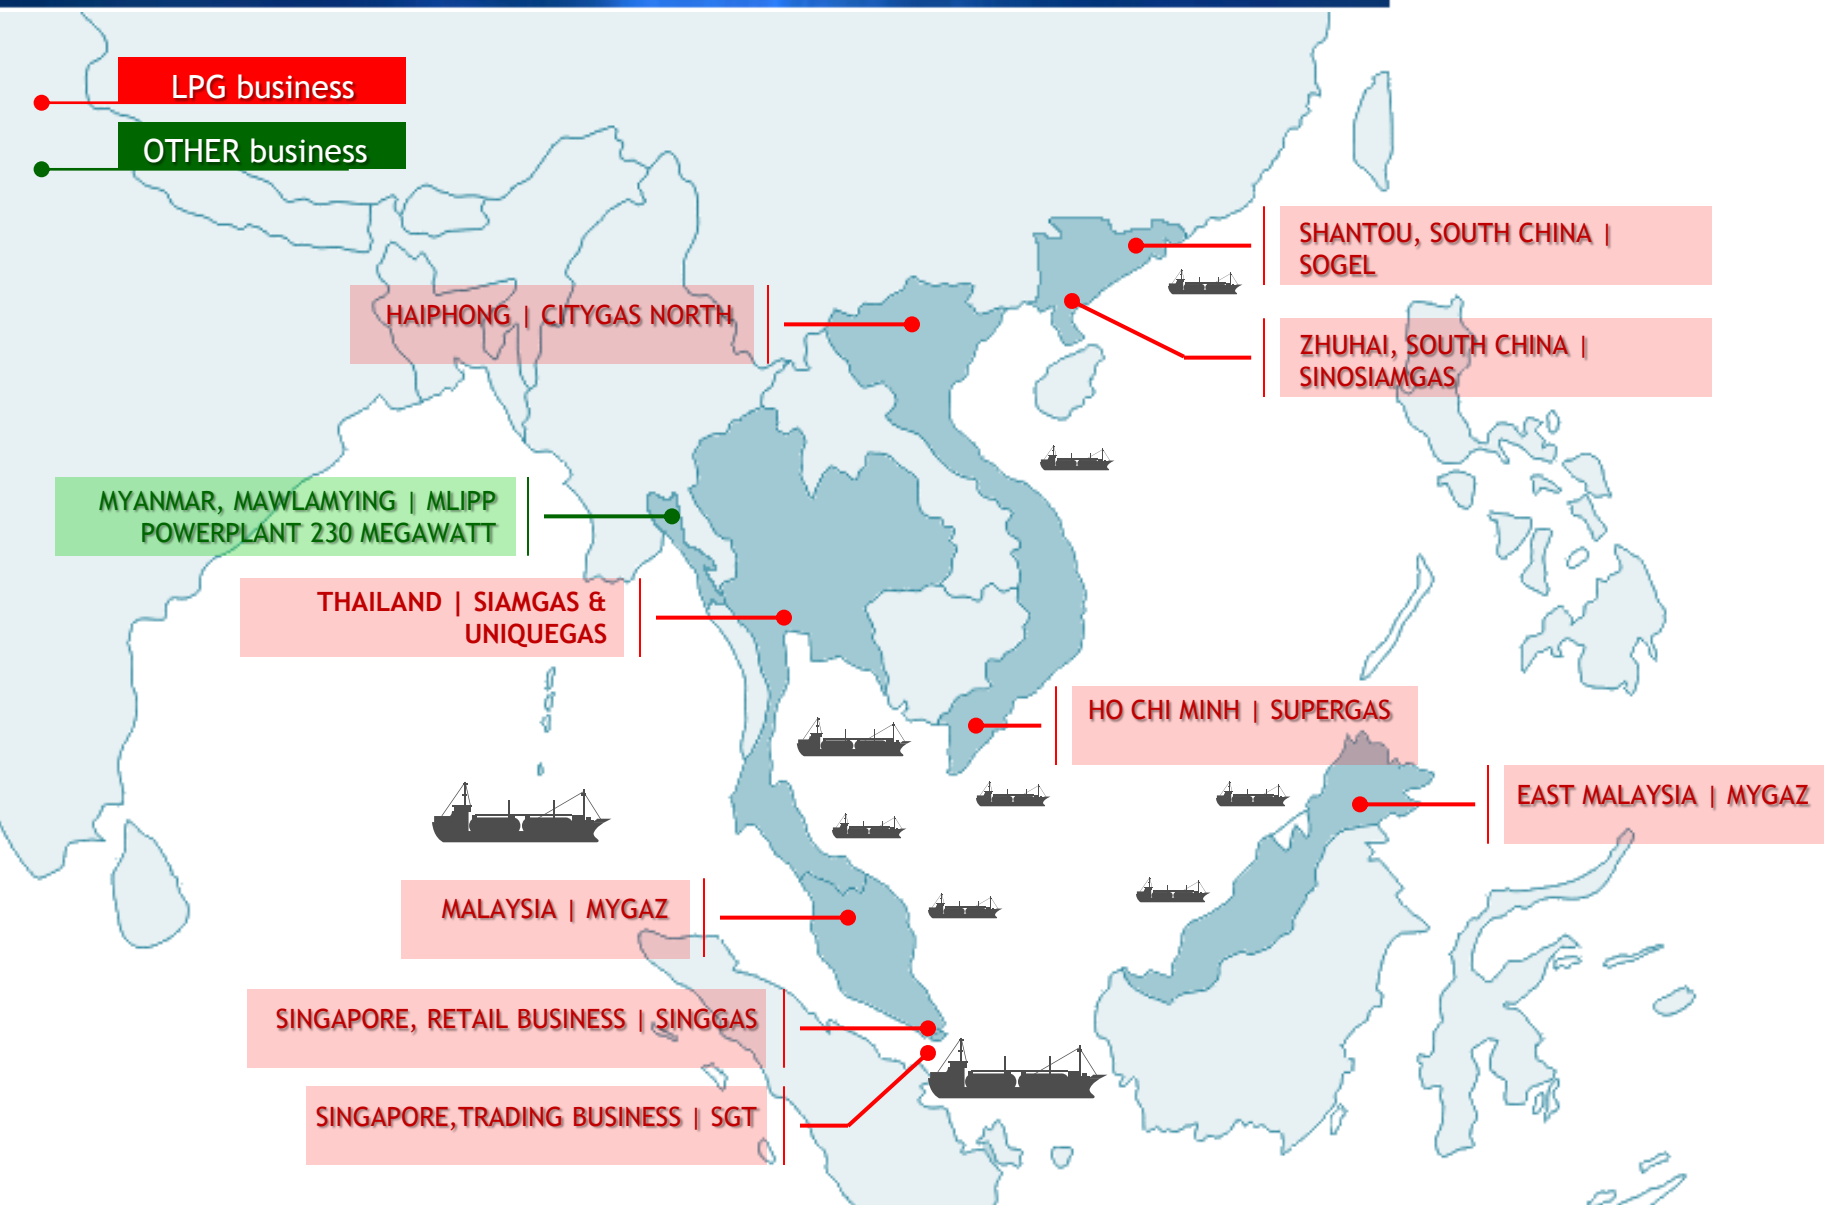 LPG business
OTHER business
SHANTOU, SOUTH CHINA |
SOGEL
HAIPHONG | CITYGAS NORTH
ZHUHAI, SOUTH CHINA |
SINOSIAMGAS
MYANMAR, MAWLAMYING | MLIPP
POWERPLANT 230 MEGAWATT
THAILAND | SIAMGAS &
UNIQUEGAS
HO CHI MINH | SUPERGAS
EAST MALAYSIA | MYGAZ
MALAYSIA | MYGAZ
SINGAPORE, RETAIL BUSINESS | SINGGAS
SINGAPORE,TRADING BUSINESS | SGT